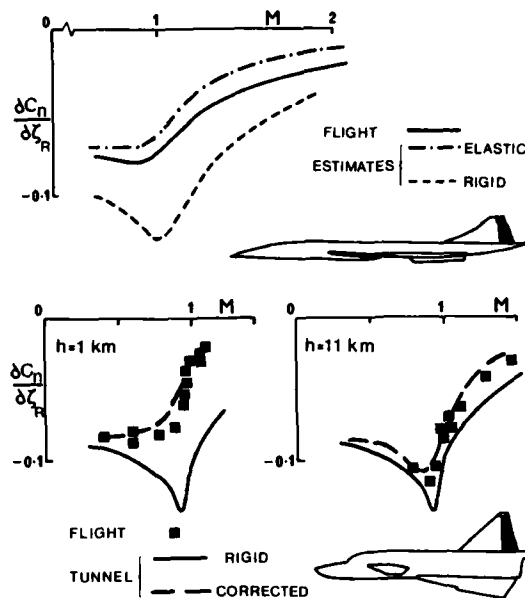 0 M
1 2
δCn
δζR
-0·1
FLIGHT
ELASTIC
ESTIMATES
RIGID
0 1 M
h=1 km
δCn
δζR
-0·1
0 1 M
h=11 km
-0·1
FLIGHT
RIGID
TUNNEL
CORRECTED